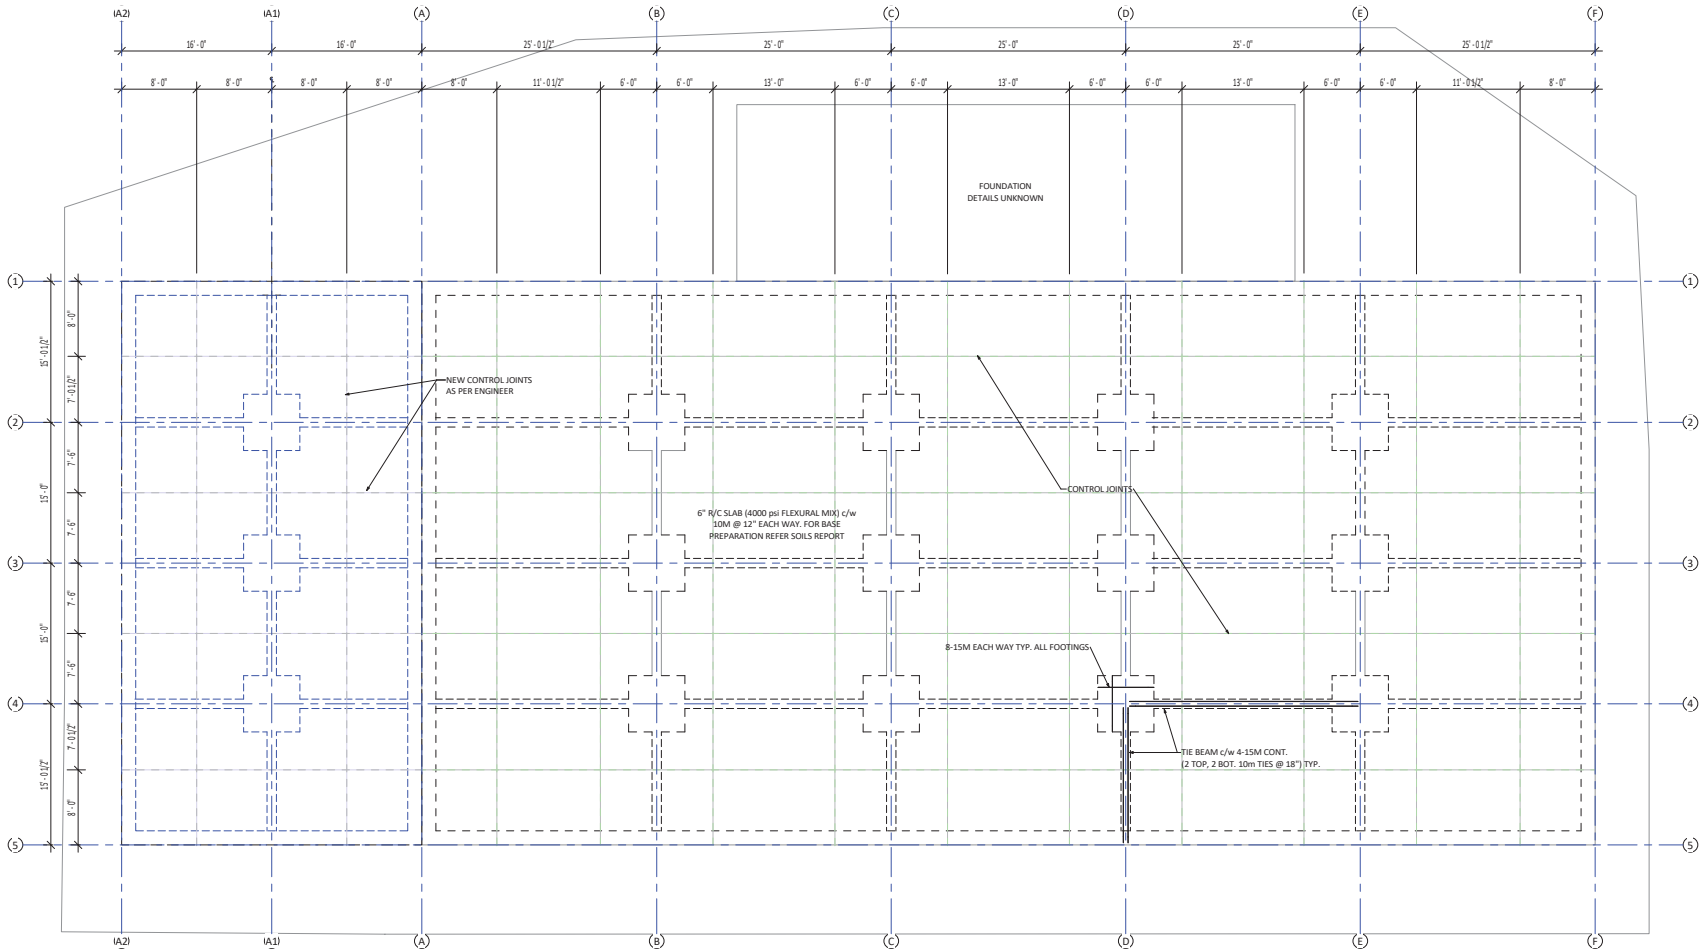 (A2) (A1) (A) (B) (C) (D) (E) (F)
16' - 0" 16' - 0" 25' - 0 1/2" 25' - 0" 25' - 0" 25' - 0" 25' - 0 1/2"
8' - 0" 8' - 0" 8' - 0" 8' - 0" 8' - 0" 11' - 0 1/2" 6' - 0" 6' - 0" 13' - 0" 6' - 0" 6' - 0" 13' - 0" 6' - 0" 6' - 0" 13' - 0" 6' - 0" 6' - 0" 11' - 0 1/2" 8' - 0"
FOUNDATION
DETAILS UNKNOWN
(1) (1)
8' - 0"
15' - 0 1/2"
7' - 0 1/2"
NEW CONTROL JOINTS
AS PER ENGINEER
(2) (2)
7' - 6"
15' - 0"
7' - 6"
CONTROL JOINTS
6" R/C SLAB (4000 psi FLEXURAL MIX) c/w
10M @ 12" EACH WAY. FOR BASE
PREPARATION REFER SOILS REPORT
(3) (3)
7' - 6"
15' - 0"
7' - 6"
8-15M EACH WAY TYP. ALL FOOTINGS
(4) (4)
7' - 0 1/2"
15' - 0 1/2"
8' - 0"
TIE BEAM c/w 4-15M CONT.
(2 TOP, 2 BOT. 10m TIES @ 18") TYP.
(5) (5)
(A2) (A1) (A) (B) (C) (D) (E) (F)